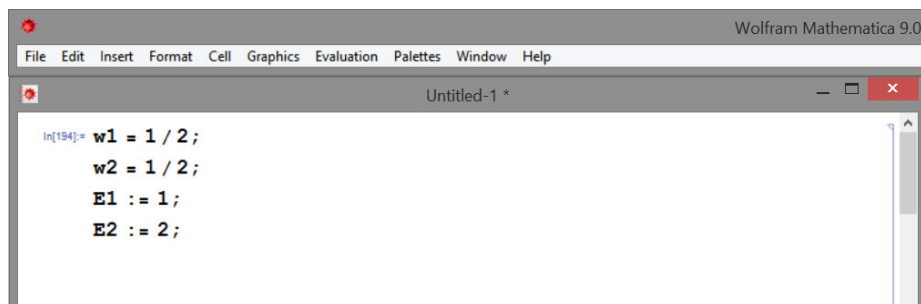 Wolfram Mathematica 9.0
File Edit Insert Format Cell Graphics Evaluation Palettes Window Help
Untitled-1 *
In[194]:= w1 = 1 / 2;
w2 = 1 / 2;
E1 := 1;
E2 := 2;